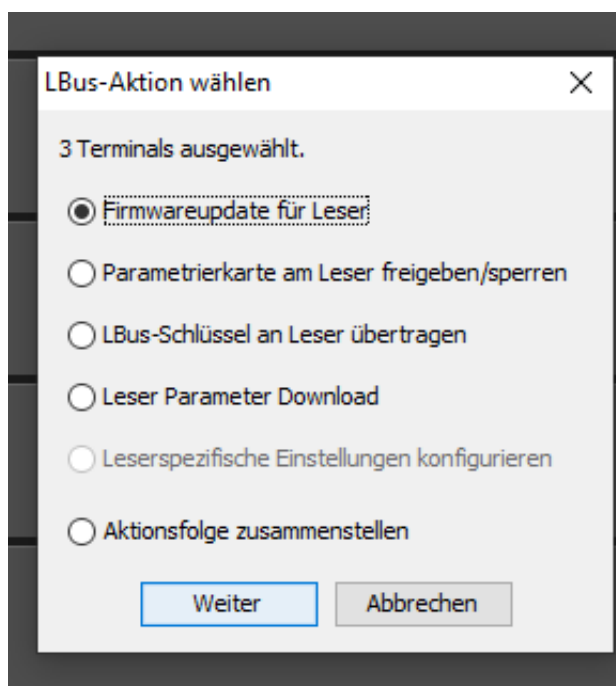 LBus-Aktion wählen
3 Terminals ausgewählt.
Firmwareupdate für Leser
Parametrierkarte am Leser freigeben/sperren
LBus-Schlüssel an Leser übertragen
Leser Parameter Download
Leserspezifische Einstellungen konfigurieren
Aktionsfolge zusammenstellen
Weiter Abbrechen